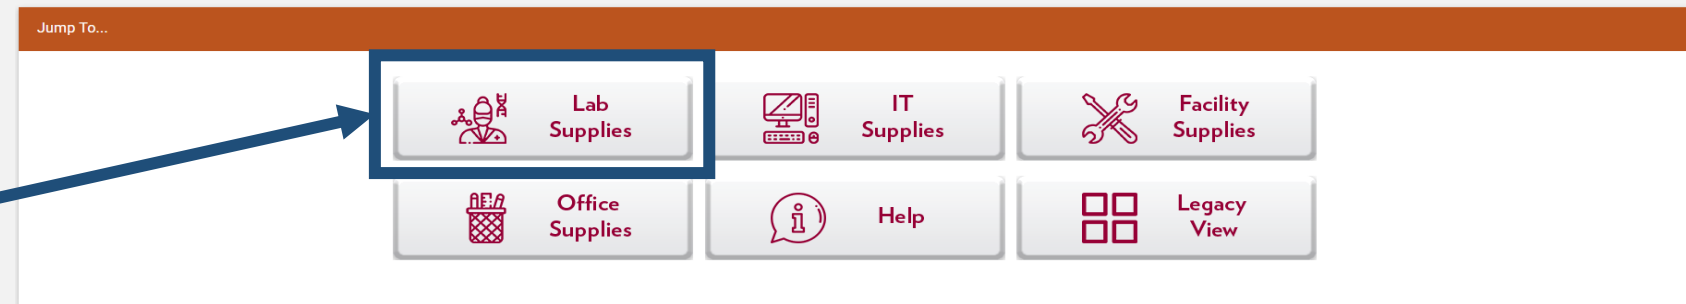 Jump To...
Lab
Supplies
IT
Supplies
Facility
Supplies
Office
Supplies
Help
Legacy
View